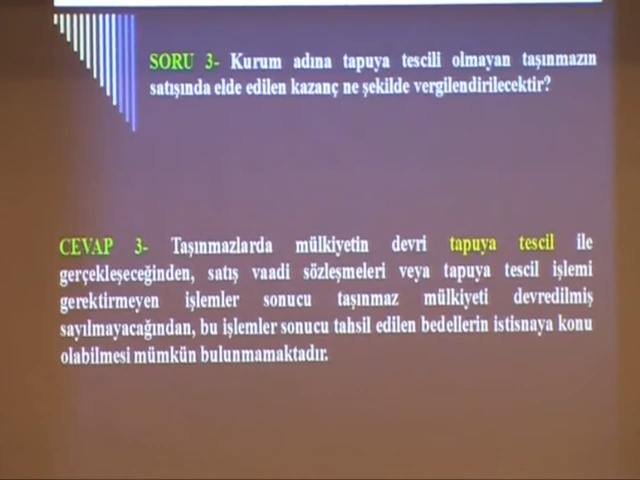 SORU 3- Kurum adına tapuya tescili olmayan taşınmazın
satışında elde edilen kazanç ne şekilde vergilendirilecektir?
CEVAP 3- Taşınmazlarda mülkiyetin devri tapuya tescil ile
gerçekleşeceğinden, satış vaadi sözleşmeleri veya tapuya tescil işlemi
gerektirmeyen işlemler sonucu taşınmaz mülkiyeti devredilmiş
sayılmayacağından, bu işlemler sonucu tahsil edilen bedellerin istisnaya konu
olabilmesi mümkün bulunmamaktadır.